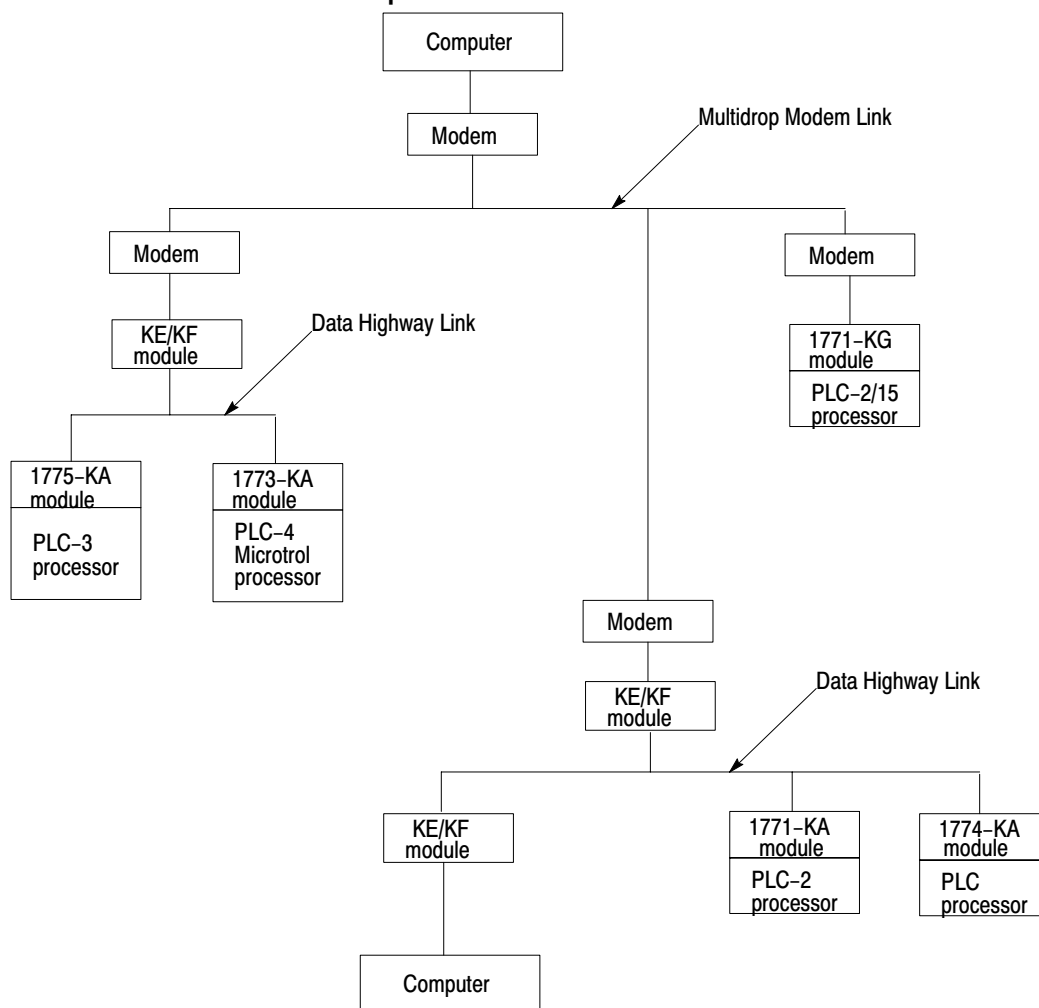 Computer
Modem
Multidrop Modem Link
Modem
Modem
KE/KF
module
Data Highway Link
1771–KG
module
PLC–2/15
processor
1775–KA
module
PLC–3
processor
1773–KA
module
PLC–4
Microtrol
processor
Modem
KE/KF
module
Data Highway Link
KE/KF
module
1771–KA
module
PLC–2
processor
1774–KA
module
PLC
processor
Computer